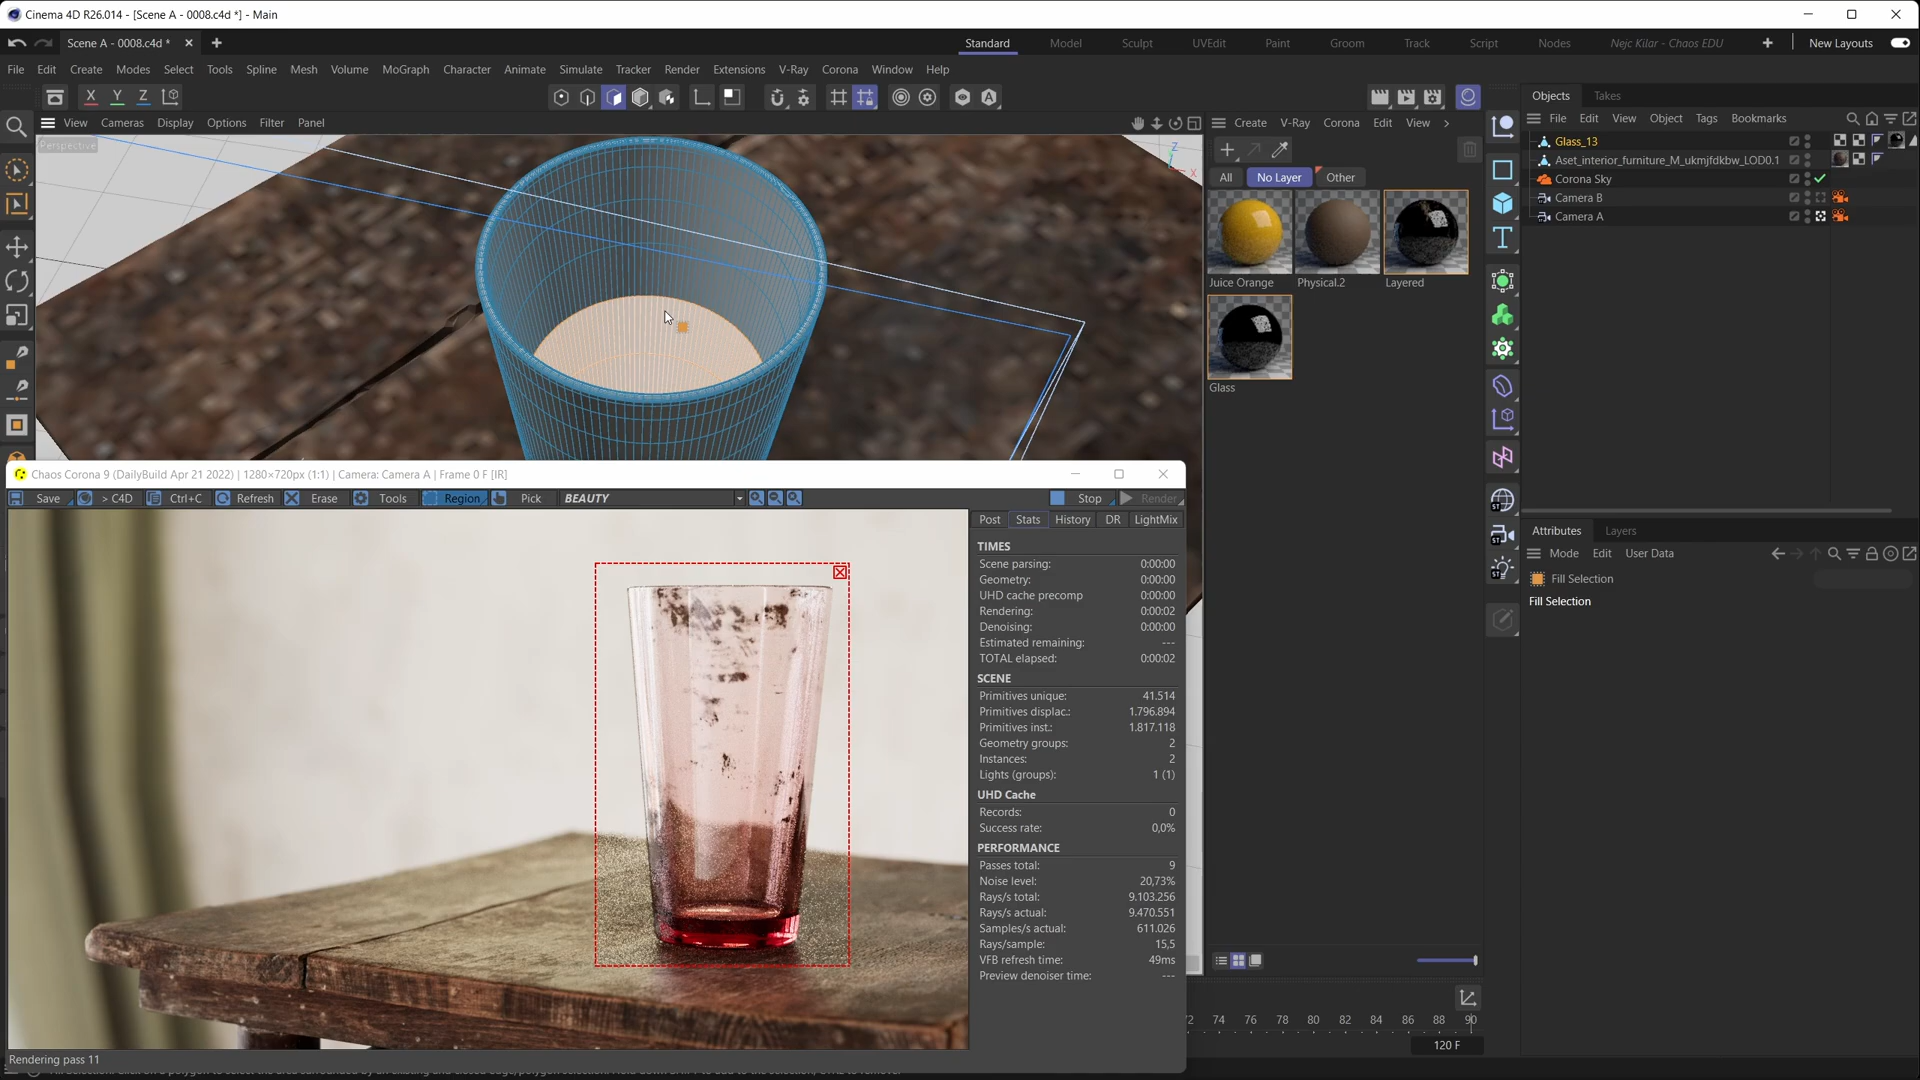 Cinema 4D R26.014 - [Scene A - 0008.c4d *] - Main
Scene A - 0008.c4d *
Standard
Model
Sculpt
UVEdit
Paint
Groom
Track
Script
Nodes
Nejc Kilar - Chaos EDU
New Layouts
File Edit Create Modes Select Tools Spline Mesh Volume MoGraph Character Animate Simulate Tracker Render Extensions V-Ray Corona Window Help
X Y Z
View Cameras Display Options Filter Panel
Perspective
Z
X
Create V-Ray Corona Edit View >
All No Layer Other
Juice Orange
Physical.2
Layered
Glass
Objects Takes
File Edit View Object Tags Bookmarks
Glass_13
Aset_interior_furniture_M_ukmjfdkbw_LOD0.1
Corona Sky
Camera B
Camera A
Attributes Layers
Mode Edit User Data
Fill Selection
Fill Selection
Chaos Corona 9 (DailyBuild Apr 21 2022) | 1280×720px (1:1) | Camera: Camera A | Frame 0 F [IR]
Save > C4D Ctrl+C Refresh Erase Tools Region Pick BEAUTY Stop Render
Post Stats History DR LightMix
TIMES
Scene parsing: 0:00:00
Geometry: 0:00:00
UHD cache precomp 0:00:00
Rendering: 0:00:02
Denoising: 0:00:00
Estimated remaining: ---
TOTAL elapsed: 0:00:02
SCENE
Primitives unique: 41.514
Primitives displac.: 1.796.894
Primitives inst.: 1.817.118
Geometry groups: 2
Instances: 2
Lights (groups): 1 (1)
UHD Cache
Records: 0
Success rate: 0,0%
PERFORMANCE
Passes total: 9
Noise level: 20,73%
Rays/s total: 9.103.256
Rays/s actual: 9.470.551
Samples/s actual: 611.026
Rays/sample: 15,5
VFB refresh time: 49ms
Preview denoiser time: ---
72 74 76 78 80 82 84 86 88 90
120 F
Rendering pass 11